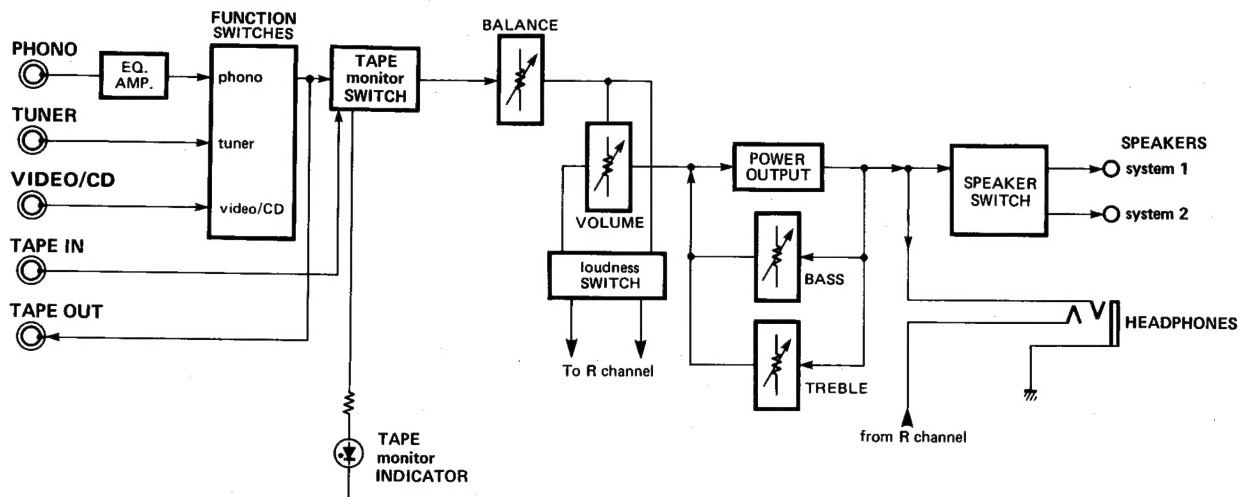 FUNCTION
SWITCHES
PHONO
EQ.
AMP.
phono
TUNER
tuner
VIDEO/CD
video/CD
TAPE IN
TAPE OUT
TAPE
monitor
SWITCH
TAPE
monitor
INDICATOR
BALANCE
VOLUME
loudness
SWITCH
To R channel
POWER
OUTPUT
BASS
TREBLE
SPEAKER
SWITCH
SPEAKERS
system 1
system 2
HEADPHONES
from R channel